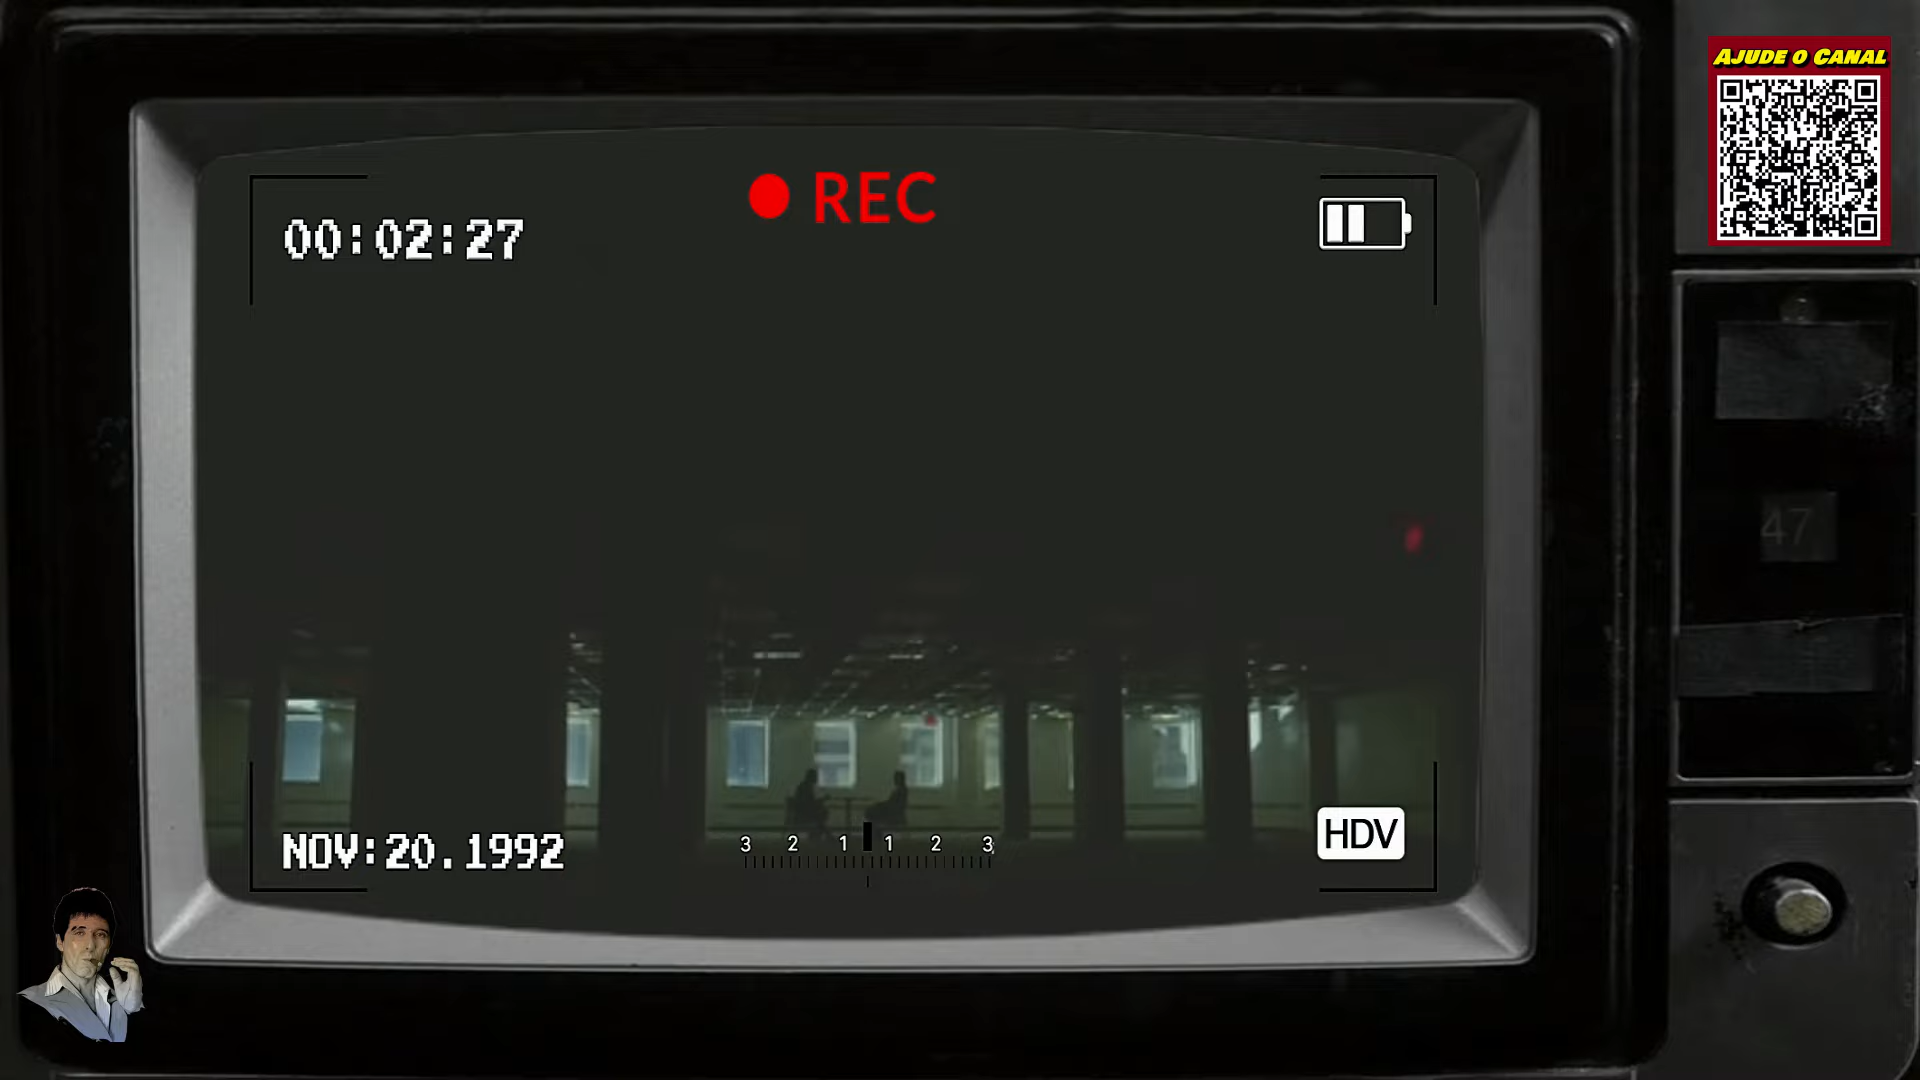 AJUDE O CANAL
REC
00:02:27
47
3 2 1 1 2 3
HDV
NOV:20.1992